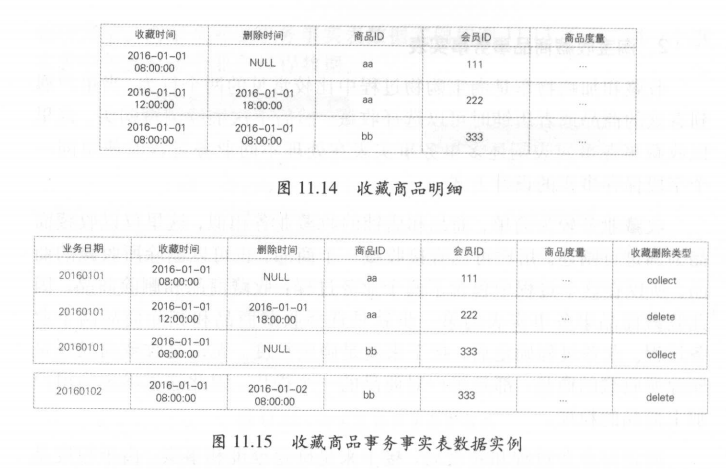 收藏时间 删除时间 商品ID 会员ID 商品度量
2016-01-01 08:00:00 NULL aa 111 ...
2016-01-01 12:00:00 2016-01-01 18:00:00 aa 222 ...
2016-01-01 08:00:00 2016-01-02 08:00:00 bb 333 ...
图 11.14 收藏商品明细
业务日期 收藏时间 删除时间 商品ID 会员ID 商品度量 收藏删除类型
20160101 2016-01-01 08:00:00 NULL aa 111 ... collect
20160101 2016-01-01 12:00:00 2016-01-01 18:00:00 aa 222 ... delete
20160101 2016-01-01 08:00:00 NULL bb 333 ... collect
20160102 2016-01-01 08:00:00 2016-01-02 08:00:00 bb 333 ... delete
图 11.15 收藏商品事务事实表数据实例